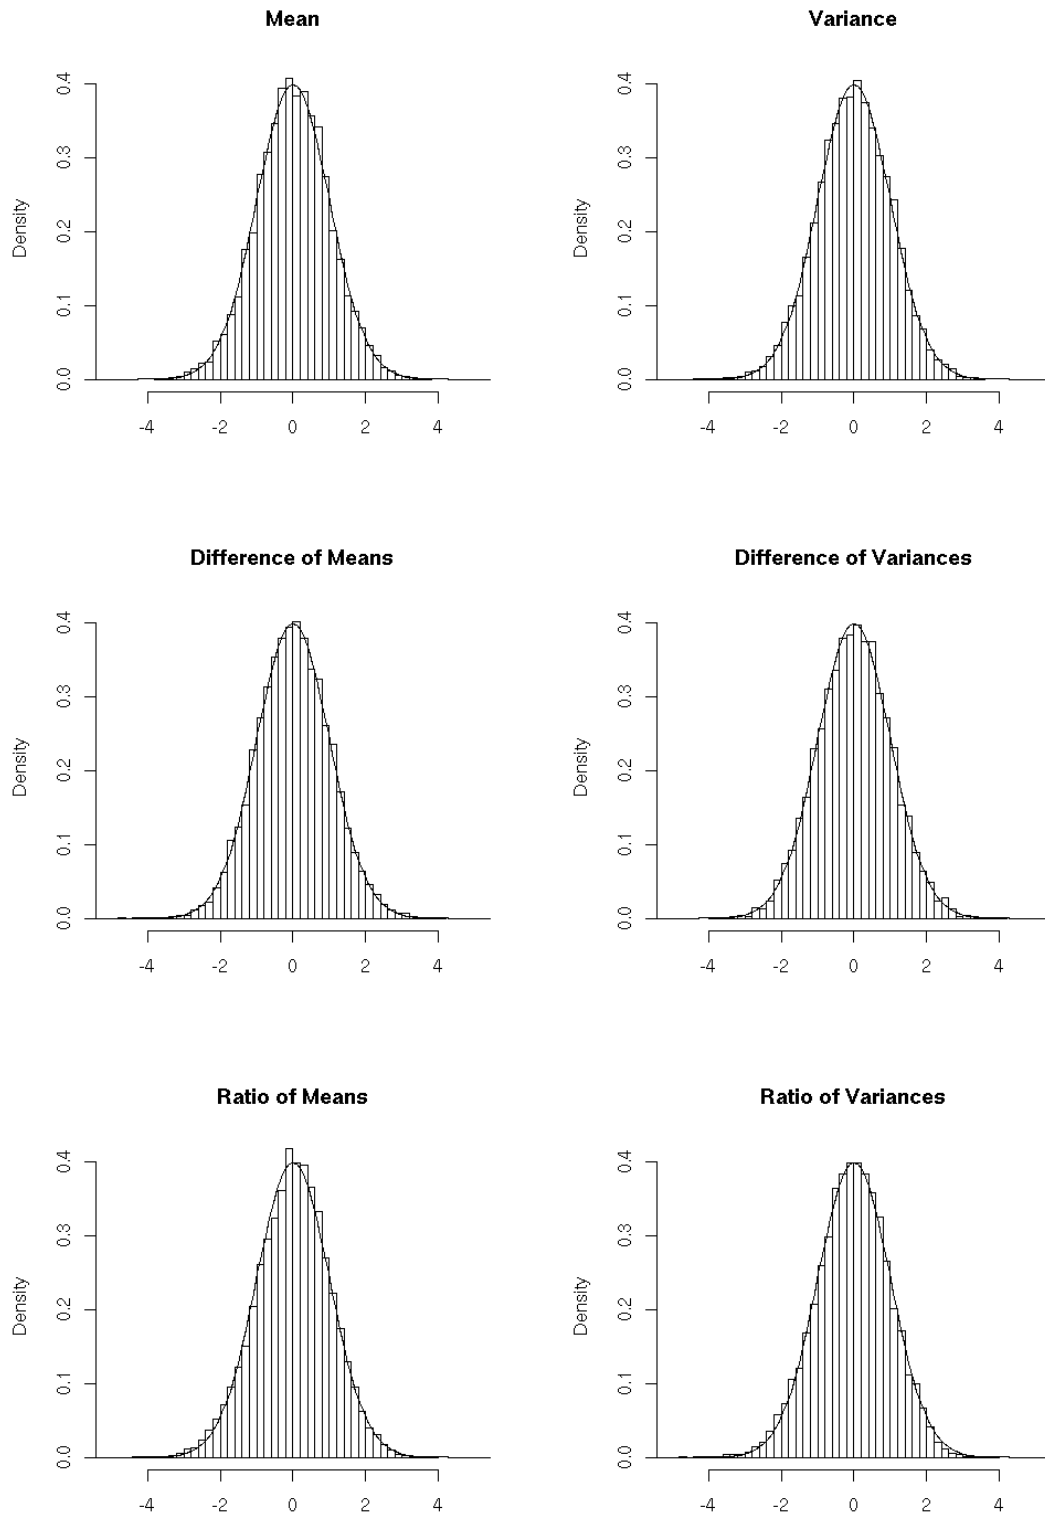 Mean
Density
0.0 0.1 0.2 0.3 0.4
-4 -2 0 2 4
Variance
Density
0.0 0.1 0.2 0.3 0.4
-4 -2 0 2 4
Difference of Means
Density
0.0 0.1 0.2 0.3 0.4
-4 -2 0 2 4
Difference of Variances
Density
0.0 0.1 0.2 0.3 0.4
-4 -2 0 2 4
Ratio of Means
Density
0.0 0.1 0.2 0.3 0.4
-4 -2 0 2 4
Ratio of Variances
Density
0.0 0.1 0.2 0.3 0.4
-4 -2 0 2 4